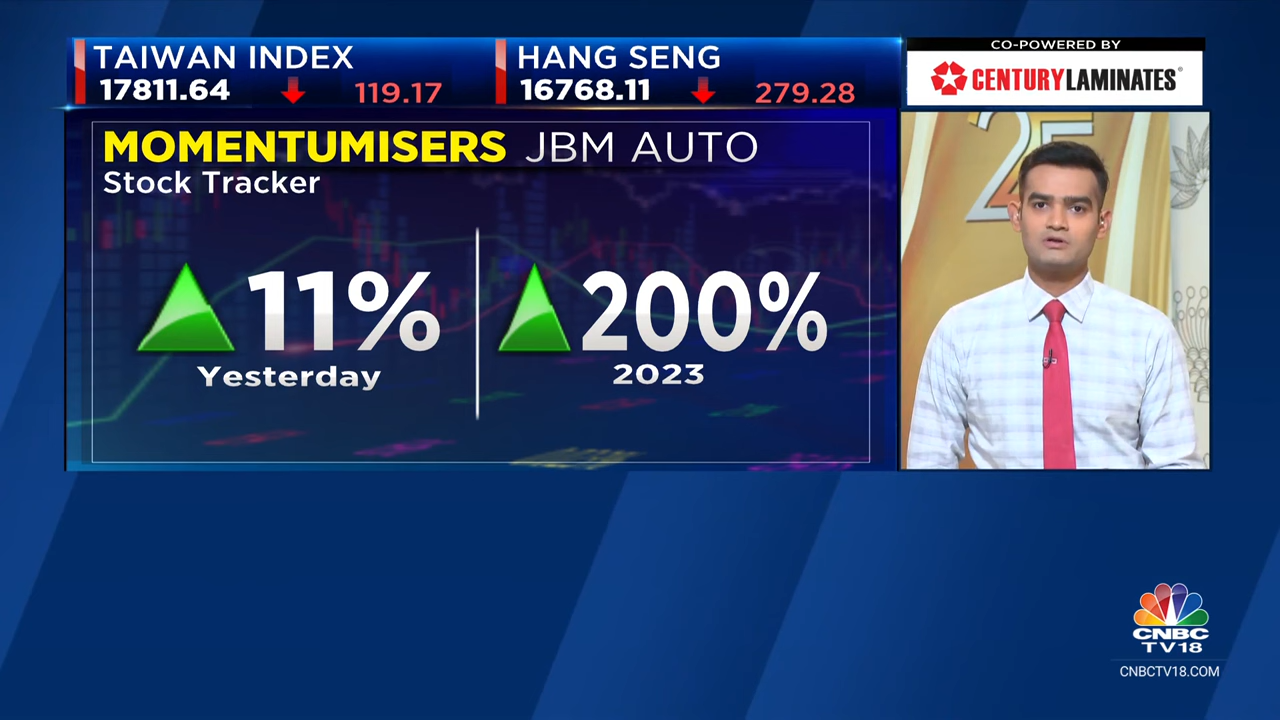 TAIWAN INDEX
17811.64 119.17
HANG SENG
16768.11 279.28
CO-POWERED BY
CENTURYLAMINATES®
MOMENTUMISERS JBM AUTO
Stock Tracker
11%
Yesterday
200%
2023
25
CNBC
TV18
CNBCTV18.COM